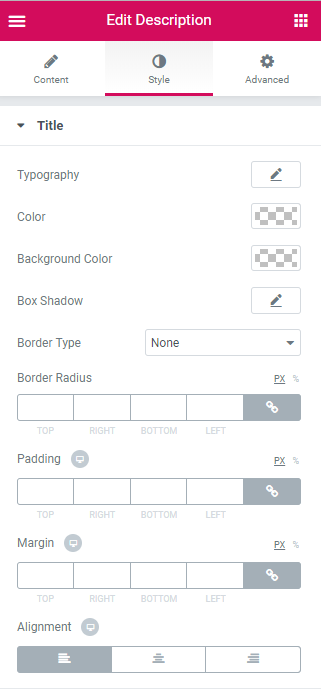 Edit Description
Content Style Advanced
Title
Typography
Color
Background Color
Box Shadow
Border Type None
Border Radius PX %
TOP RIGHT BOTTOM LEFT
Padding PX %
TOP RIGHT BOTTOM LEFT
Margin PX %
TOP RIGHT BOTTOM LEFT
Alignment